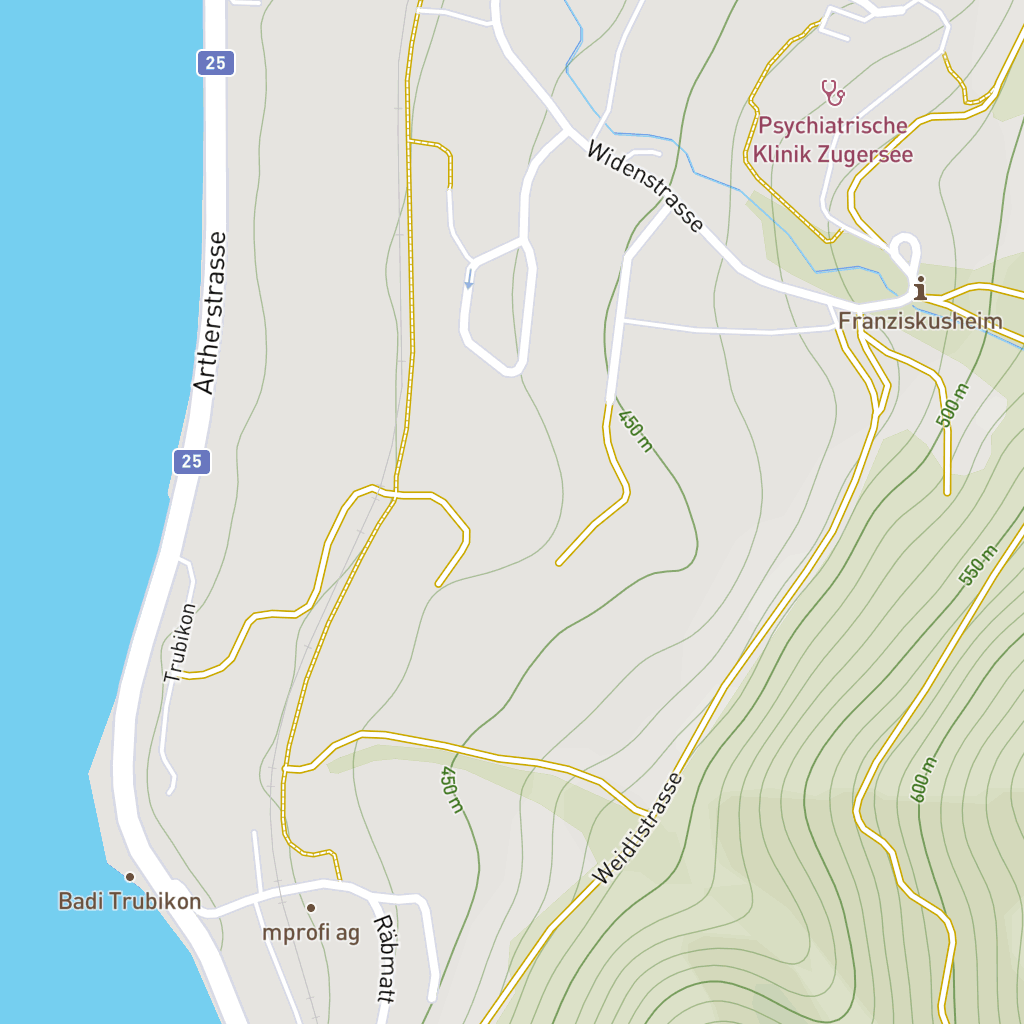 25
Psychiatrische
Klinik Zugersee
Widenstrasse
Artherstrasse
Franziskusheim
500 m
450 m
25
550 m
Trubikon
600 m
450 m
Weidlistrasse
Badi Trubikon
mprofi ag
Räbmatt